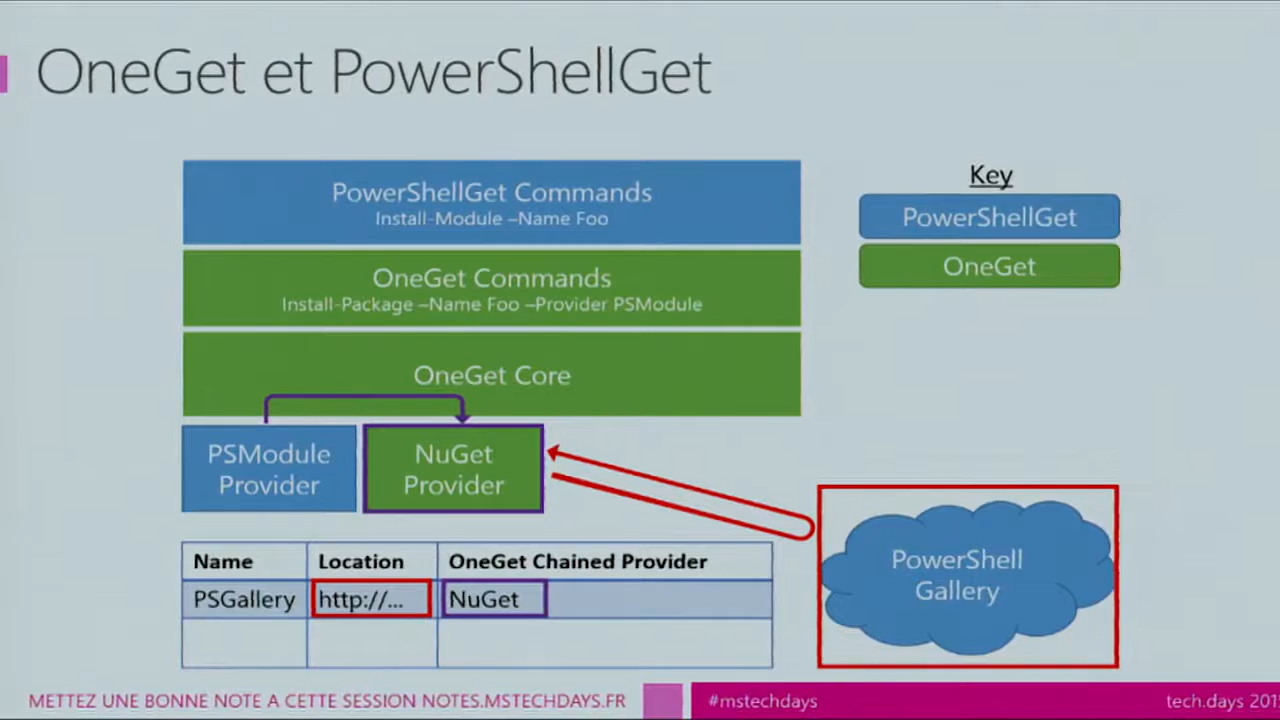 OneGet et PowerShellGet
PowerShellGet Commands
Install-Module –Name Foo
OneGet Commands
Install-Package –Name Foo –Provider PSModule
OneGet Core
PSModule
Provider
NuGet
Provider
Key
PowerShellGet
OneGet
Name Location OneGet Chained Provider
PSGallery http://... NuGet
PowerShell
Gallery
METTEZ UNE BONNE NOTE A CETTE SESSION NOTES.MSTECHDAYS.FR
#mstechdays
tech.days